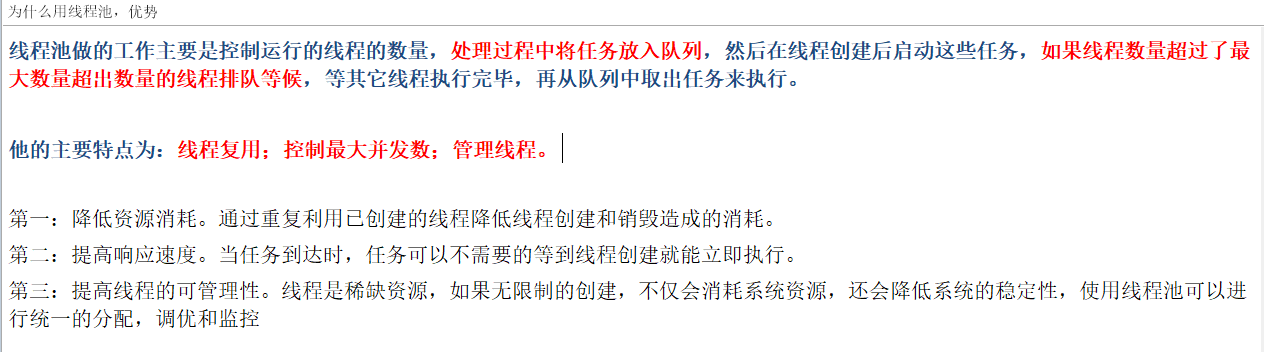 为什么用线程池，优势
线程池做的工作主要是控制运行的线程的数量，处理过程中将任务放入队列，然后在线程创建后启动这些任务，如果线程数量超过了最
大数量超出数量的线程排队等候，等其它线程执行完毕，再从队列中取出任务来执行。
他的主要特点为：线程复用；控制最大并发数；管理线程。
第一：降低资源消耗。通过重复利用已创建的线程降低线程创建和销毁造成的消耗。
第二：提高响应速度。当任务到达时，任务可以不需要的等到线程创建就能立即执行。
第三：提高线程的可管理性。线程是稀缺资源，如果无限制的创建，不仅会消耗系统资源，还会降低系统的稳定性，使用线程池可以进
行统一的分配，调优和监控